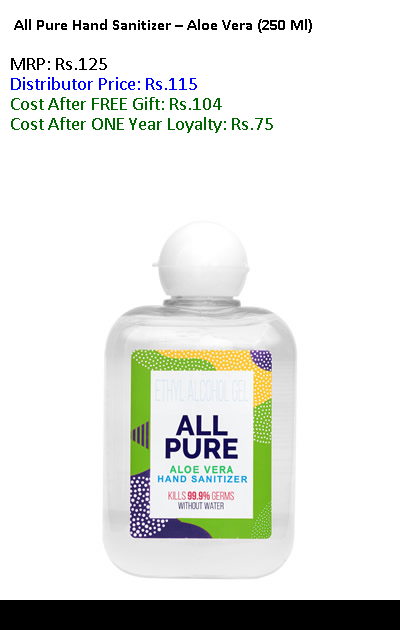 All Pure Hand Sanitizer – Aloe Vera (250 Ml)
MRP: Rs.125
Distributor Price: Rs.115
Cost After FREE Gift: Rs.104
Cost After ONE Year Loyalty: Rs.75
ETHYL ALCOHOL GEL
ALL
PURE
ALOE VERA
HAND SANITIZER
KILLS 99.9% GERMS
WITHOUT WATER